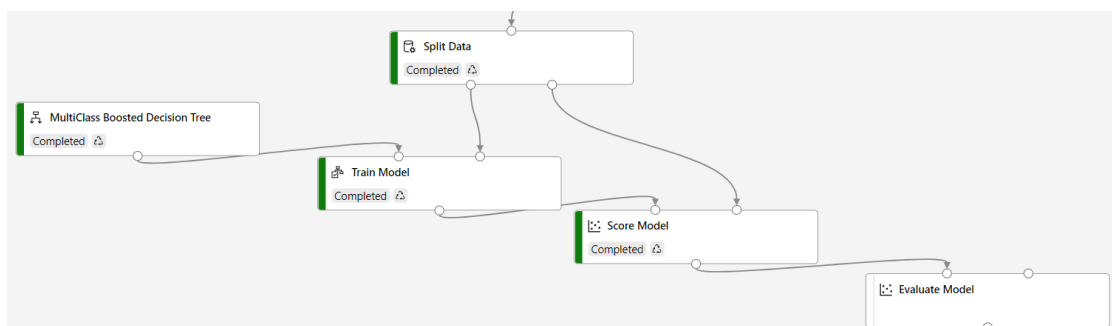 Split Data
Completed
MultiClass Boosted Decision Tree
Completed
Train Model
Completed
Score Model
Completed
Evaluate Model